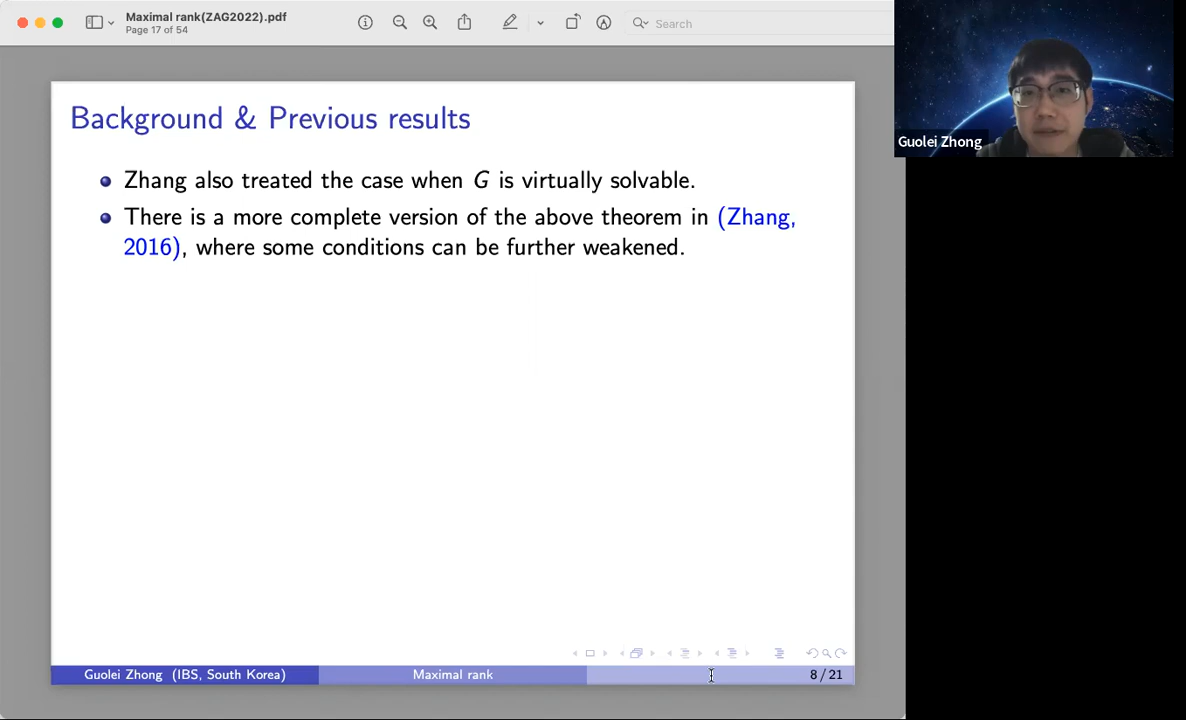 Maximal rank(ZAG2022).pdf
Page 17 of 54
Search
Guolei Zhong
Background & Previous results
Zhang also treated the case when G is virtually solvable.
There is a more complete version of the above theorem in (Zhang,
2016), where some conditions can be further weakened.
Guolei Zhong (IBS, South Korea)
Maximal rank
8 / 21